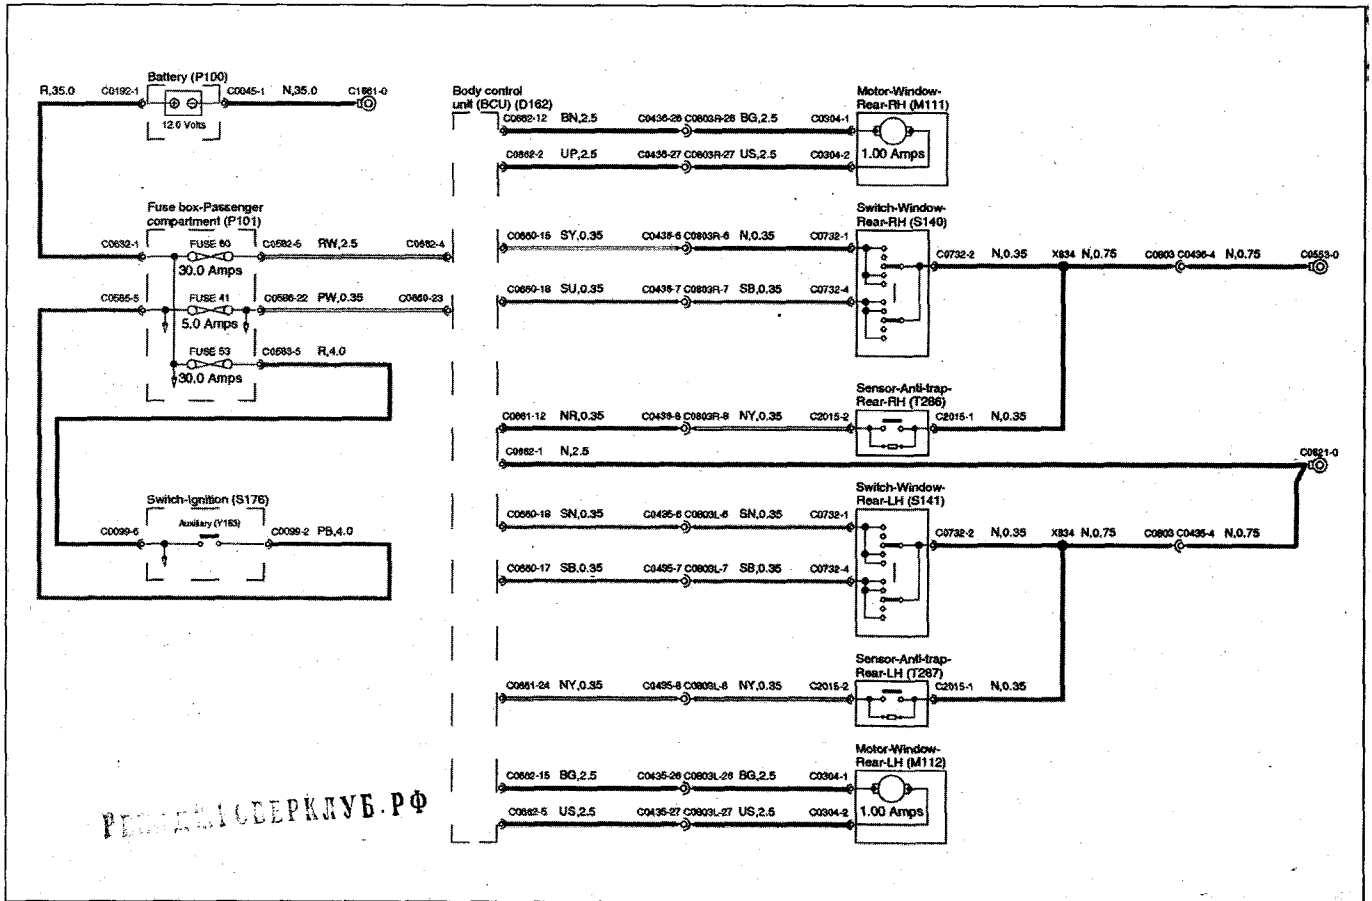 Battery (P100)
R,35.0 C0192-1 C0045-1 N,35.0 C1861-0
12.0 Volts
Fuse box-Passenger
compartment (P101)
C0632-1 FUSE 60 C0582-5 RW,2.5 C0662-4
30.0 Amps
C0585-5 FUSE 41 C0586-22 PW,0.35 C0660-23
5.0 Amps
FUSE 53 C0583-5 R,4.0
30.0 Amps
Switch-Ignition (S176)
Auxiliary (Y153)
C0099-6 C0099-2 PB,4.0
Body control
unit (BCU) (D162)
Motor-Window-
Rear-RH (M111)
C0662-12 BN,2.5 C0436-26 C0803R-26 BG,2.5 C0304-1
C0662-2 UP,2.5 C0436-27 C0803R-27 US,2.5 C0304-2
1.00 Amps
Switch-Window-
Rear-RH (S140)
C0660-15 SY,0.35 C0436-6 C0803R-6 N,0.35 C0732-1
C0732-2 N,0.35 X834 N,0.75 C0803 C0436-4 N,0.75 C0553-0
C0660-18 SU,0.35 C0436-7 C0803R-7 SB,0.35 C0732-4
Sensor-Anti-trap-
Rear-RH (T286)
C0661-12 NR,0.35 C0436-8 C0803R-8 NY,0.35 C2015-2 C2015-1 N,0.35
C0662-1 N,2.5 C0821-0
Switch-Window-
Rear-LH (S141)
C0660-19 SN,0.35 C0435-6 C0803L-6 SN,0.35 C0732-1
C0732-2 N,0.35 X834 N,0.75 C0803 C0435-4 N,0.75
C0660-17 SB,0.35 C0435-7 C0803L-7 SB,0.35 C0732-4
Sensor-Anti-trap-
Rear-LH (T287)
C0661-24 NY,0.35 C0435-8 C0803L-8 NY,0.35 C2015-2 C2015-1 N,0.35
Motor-Window-
Rear-LH (M112)
C0662-15 BG,2.5 C0435-26 C0803L-26 BG,2.5 C0304-1
C0662-5 US,2.5 C0435-27 C0803L-27 US,2.5 C0304-2
1.00 Amps